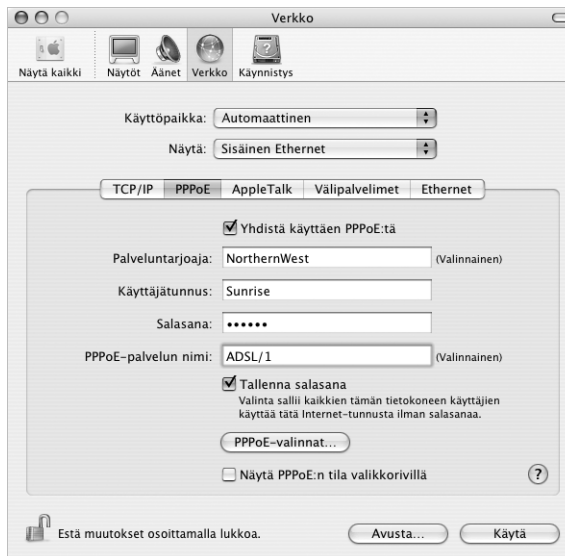 Verkko
Näytä kaikki
Näytöt
Äänet
Verkko
Käynnistys
Käyttöpaikka: Automaattinen
Näytä: Sisäinen Ethernet
TCP/IP PPPoE AppleTalk Välipalvelimet Ethernet
Yhdistä käyttäen PPPoE:tä
Palveluntarjoaja: NorthernWest (Valinnainen)
Käyttäjätunnus: Sunrise
Salasana: ••••••
PPPoE-palvelun nimi: ADSL/1 (Valinnainen)
Tallenna salasana
Valinta sallii kaikkien tämän tietokoneen käyttäjien
käyttää tätä Internet-tunnusta ilman salasanaa.
PPPoE-valinnat...
Näytä PPPoE:n tila valikkorivillä
?
Estä muutokset osoittamalla lukkoa.
Avusta...
Käytä